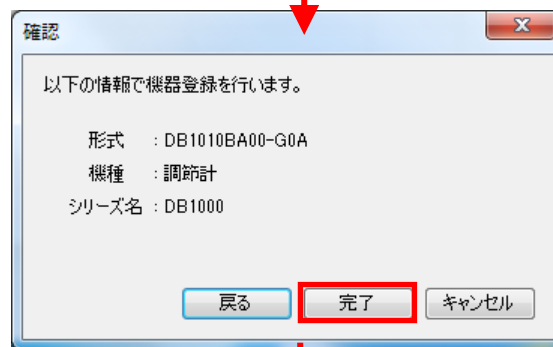 確認
以下の情報で機器登録を行います。
形式 : DB1010BA00-G0A
機種 : 調節計
シリーズ名 : DB1000
戻る 完了 キャンセル